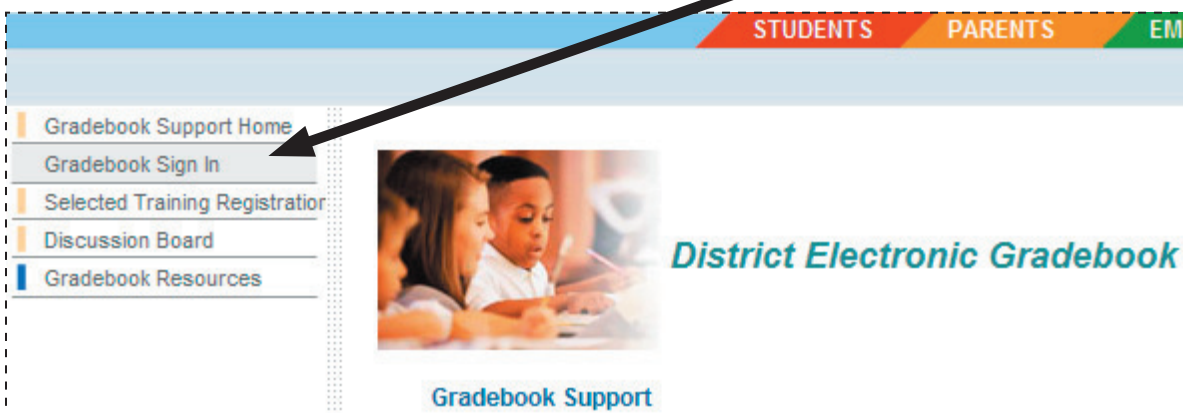 STUDENTS PARENTS EM
Gradebook Support Home
Gradebook Sign In
Selected Training Registration
Discussion Board
Gradebook Resources
District Electronic Gradebook
Gradebook Support